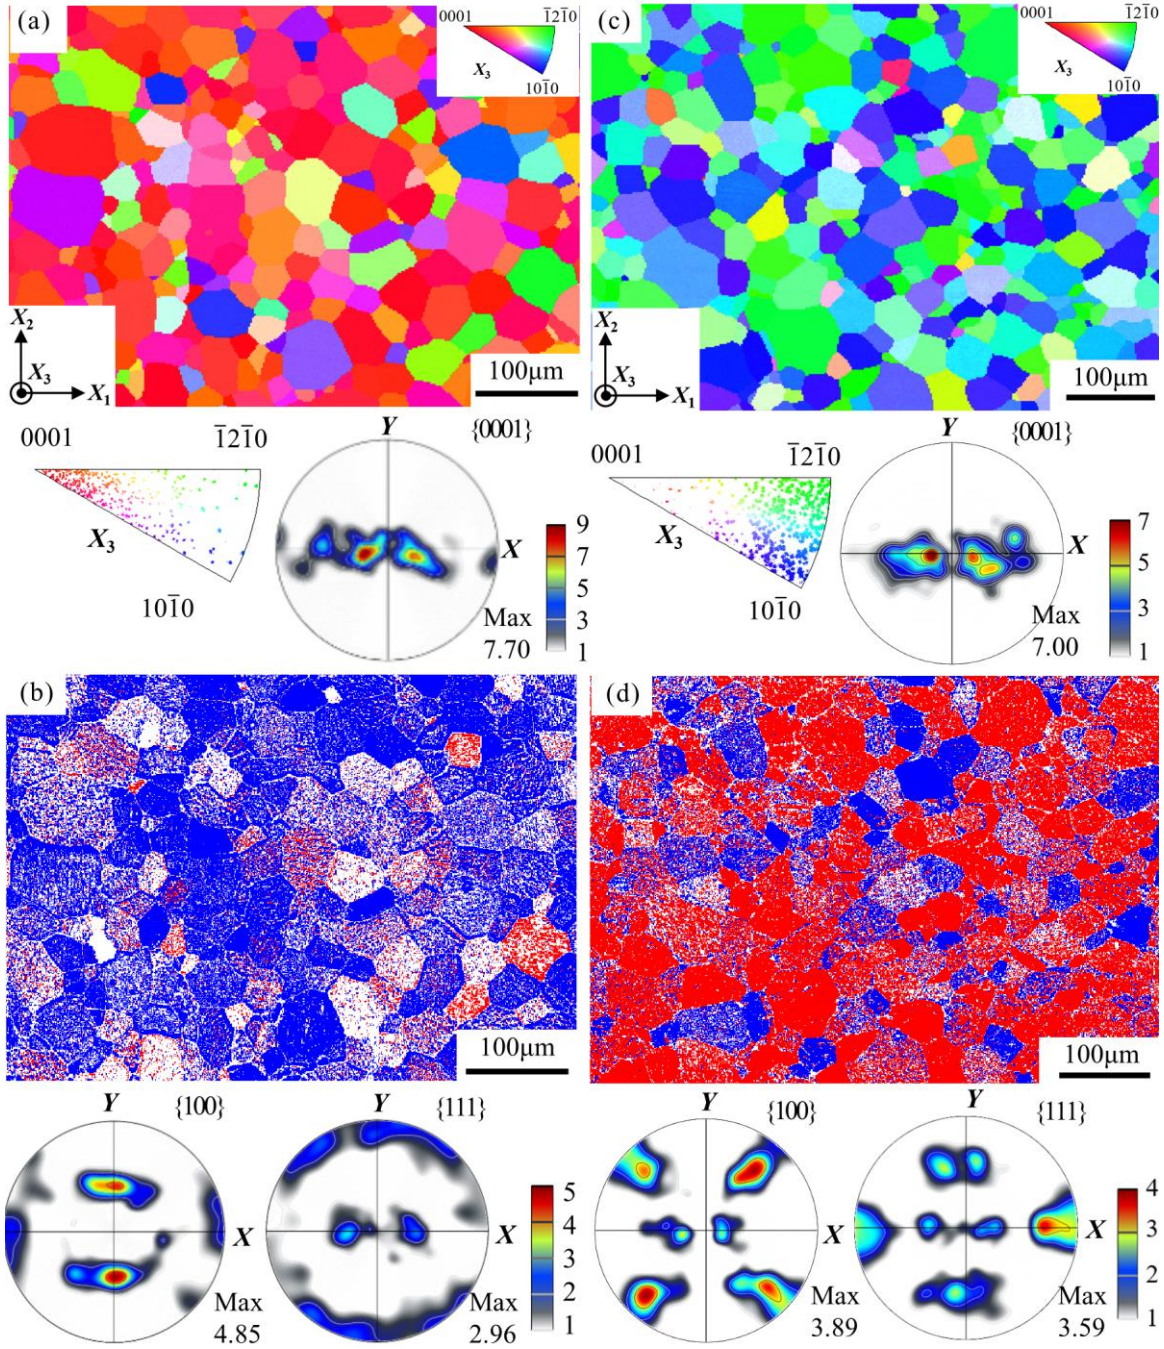 (a)
0001
1̅21̅0
X₃
101̅0
X₂
X₃
X₁
100μm
(c)
0001
1̅21̅0
X₃
101̅0
X₂
X₃
X₁
100μm
0001
1̅21̅0
X₃
101̅0
Y
{0001}
X
Max
7.70
9
7
5
3
1
0001
1̅21̅0
X₃
101̅0
Y
{0001}
X
Max
7.00
7
5
3
1
(b)
100μm
(d)
100μm
Y
{100}
X
Max
4.85
Y
{111}
X
Max
2.96
5
4
3
2
1
Y
{100}
X
Max
3.89
Y
{111}
X
Max
3.59
4
3
2
1